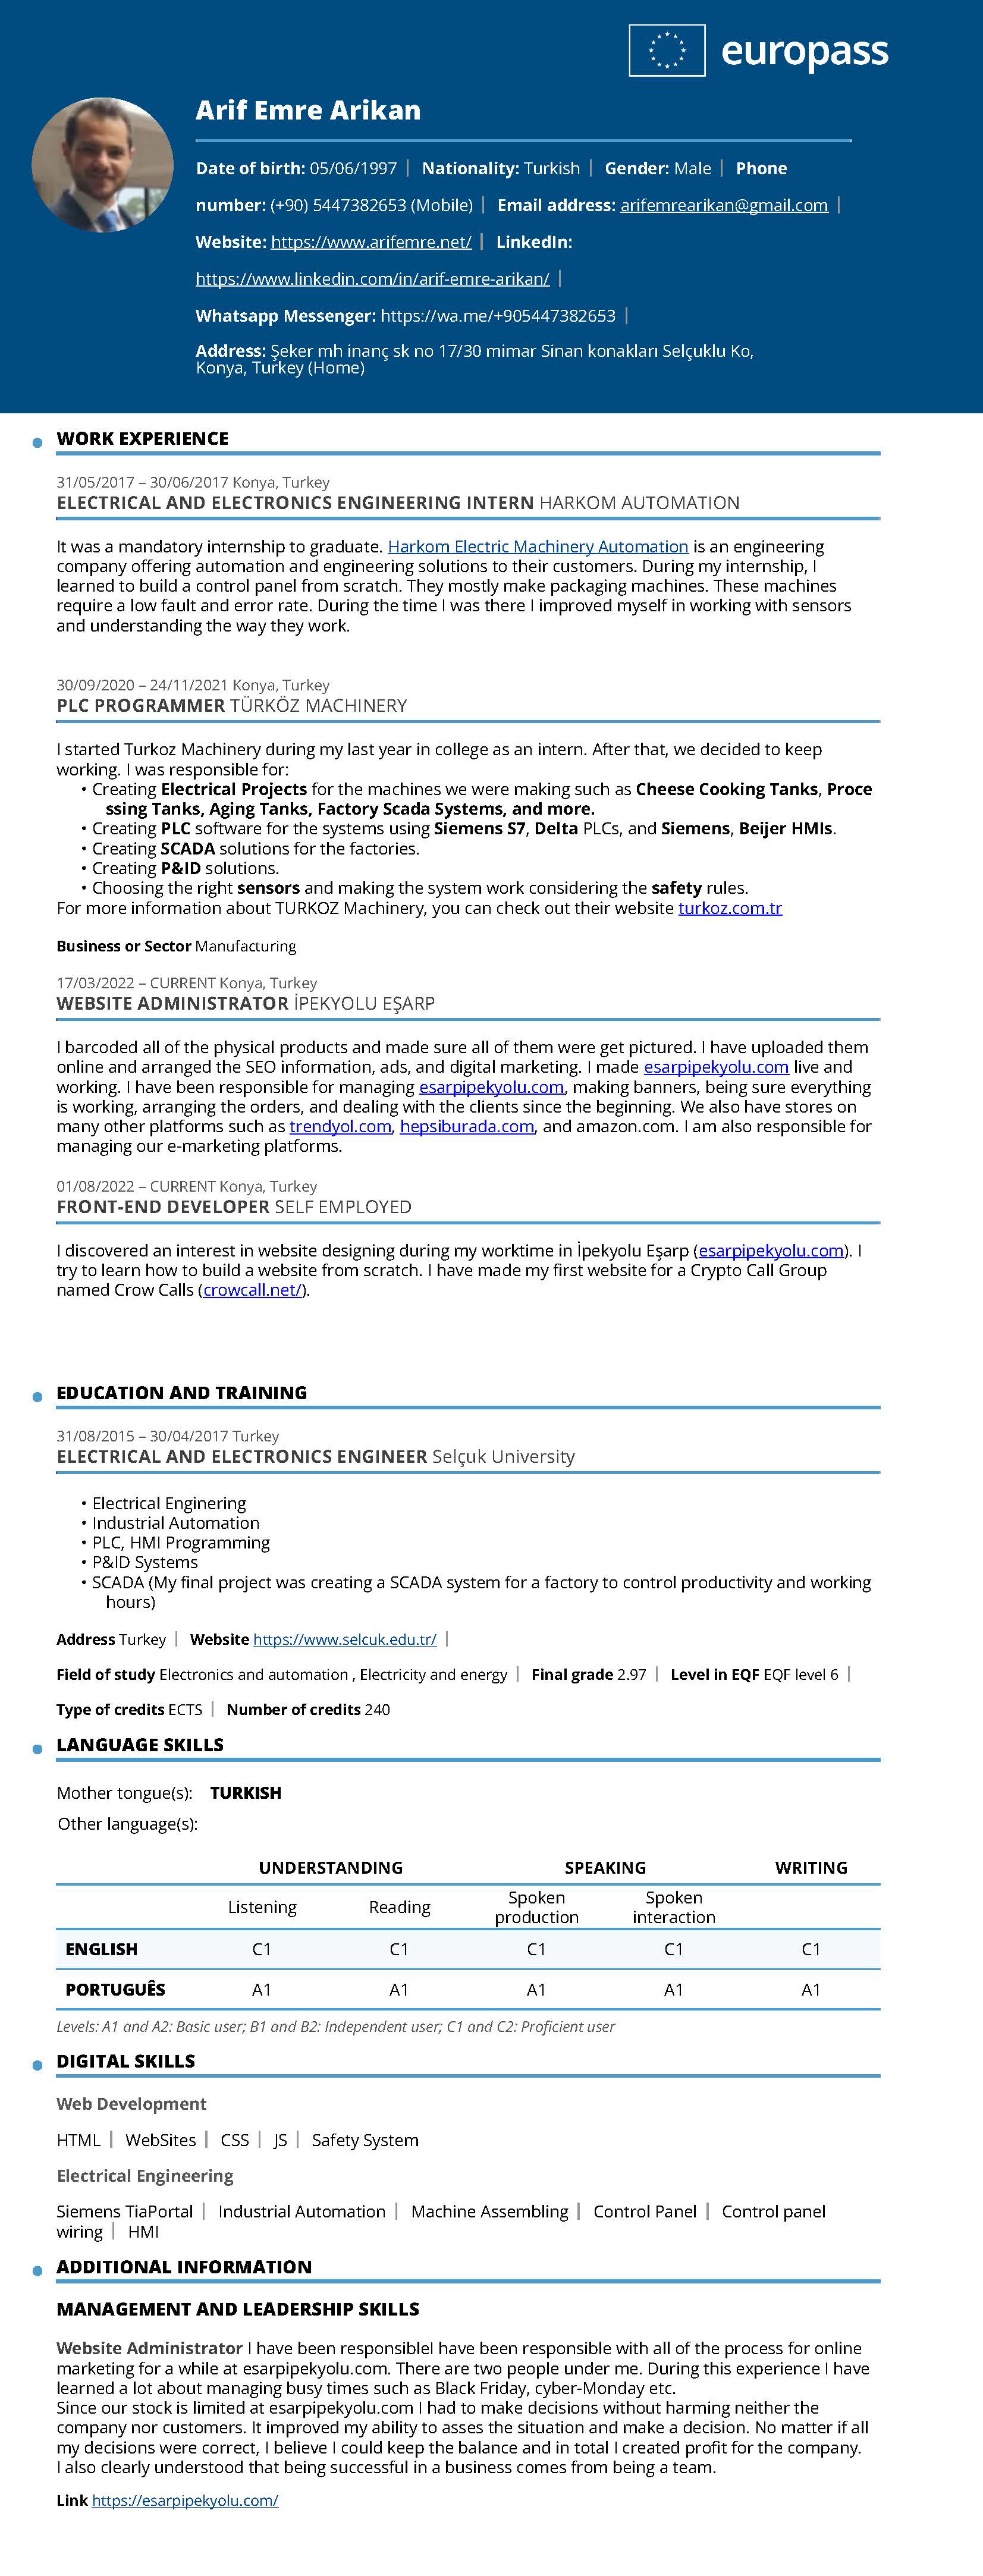 europass
Arif Emre Arikan
Date of birth: 05/06/1997 | Nationality: Turkish | Gender: Male | Phone
number: (+90) 5447382653 (Mobile) | Email address: arifemrearikan@gmail.com |
Website: https://www.arifemre.net/ | LinkedIn:
https://www.linkedin.com/in/arif-emre-arikan/ |
Whatsapp Messenger: https://wa.me/+905447382653 |
Address: Şeker mh inanç sk no 17/30 mimar Sinan konakları Selçuklu Ko,
Konya, Turkey (Home)
WORK EXPERIENCE
31/05/2017 – 30/06/2017 Konya, Turkey
ELECTRICAL AND ELECTRONICS ENGINEERING INTERN HARKOM AUTOMATION
It was a mandatory internship to graduate. Harkom Electric Machinery Automation is an engineering
company offering automation and engineering solutions to their customers. During my internship, I
learned to build a control panel from scratch. They mostly make packaging machines. These machines
require a low fault and error rate. During the time I was there I improved myself in working with sensors
and understanding the way they work.
30/09/2020 – 24/11/2021 Konya, Turkey
PLC PROGRAMMER TÜRKÖZ MACHINERY
I started Turkoz Machinery during my last year in college as an intern. After that, we decided to keep
working. I was responsible for:
• Creating Electrical Projects for the machines we were making such as Cheese Cooking Tanks, Proce
ssing Tanks, Aging Tanks, Factory Scada Systems, and more.
• Creating PLC software for the systems using Siemens S7, Delta PLCs, and Siemens, Beijer HMIs.
• Creating SCADA solutions for the factories.
• Creating P&ID solutions.
• Choosing the right sensors and making the system work considering the safety rules.
For more information about TURKOZ Machinery, you can check out their website turkoz.com.tr
Business or Sector Manufacturing
17/03/2022 – CURRENT Konya, Turkey
WEBSITE ADMINISTRATOR İPEKYOLU EŞARP
I barcoded all of the physical products and made sure all of them were get pictured. I have uploaded them
online and arranged the SEO information, ads, and digital marketing. I made esarpipekyolu.com live and
working. I have been responsible for managing esarpipekyolu.com, making banners, being sure everything
is working, arranging the orders, and dealing with the clients since the beginning. We also have stores on
many other platforms such as trendyol.com, hepsiburada.com, and amazon.com. I am also responsible for
managing our e-marketing platforms.
01/08/2022 – CURRENT Konya, Turkey
FRONT-END DEVELOPER SELF EMPLOYED
I discovered an interest in website designing during my worktime in İpekyolu Eşarp (esarpipekyolu.com). I
try to learn how to build a website from scratch. I have made my first website for a Crypto Call Group
named Crow Calls (crowcall.net/).
EDUCATION AND TRAINING
31/08/2015 – 30/04/2017 Turkey
ELECTRICAL AND ELECTRONICS ENGINEER Selçuk University
• Electrical Enginering
• Industrial Automation
• PLC, HMI Programming
• P&ID Systems
• SCADA (My final project was creating a SCADA system for a factory to control productivity and working
hours)
Address Turkey | Website https://www.selcuk.edu.tr/ |
Field of study Electronics and automation , Electricity and energy | Final grade 2.97 | Level in EQF EQF level 6 |
Type of credits ECTS | Number of credits 240
LANGUAGE SKILLS
Mother tongue(s): TURKISH
Other language(s):
UNDERSTANDING SPEAKING WRITING
Listening Reading Spoken production Spoken interaction
ENGLISH C1 C1 C1 C1 C1
PORTUGUÊS A1 A1 A1 A1 A1
Levels: A1 and A2: Basic user; B1 and B2: Independent user; C1 and C2: Proficient user
DIGITAL SKILLS
Web Development
HTML | WebSites | CSS | JS | Safety System
Electrical Engineering
Siemens TiaPortal | Industrial Automation | Machine Assembling | Control Panel | Control panel
wiring | HMI
ADDITIONAL INFORMATION
MANAGEMENT AND LEADERSHIP SKILLS
Website Administrator I have been responsibleI have been responsible with all of the process for online
marketing for a while at esarpipekyolu.com. There are two people under me. During this experience I have
learned a lot about managing busy times such as Black Friday, cyber-Monday etc.
Since our stock is limited at esarpipekyolu.com I had to make decisions without harming neither the
company nor customers. It improved my ability to asses the situation and make a decision. No matter if all
my decisions were correct, I believe I could keep the balance and in total I created profit for the company.
I also clearly understood that being successful in a business comes from being a team.
Link https://esarpipekyolu.com/